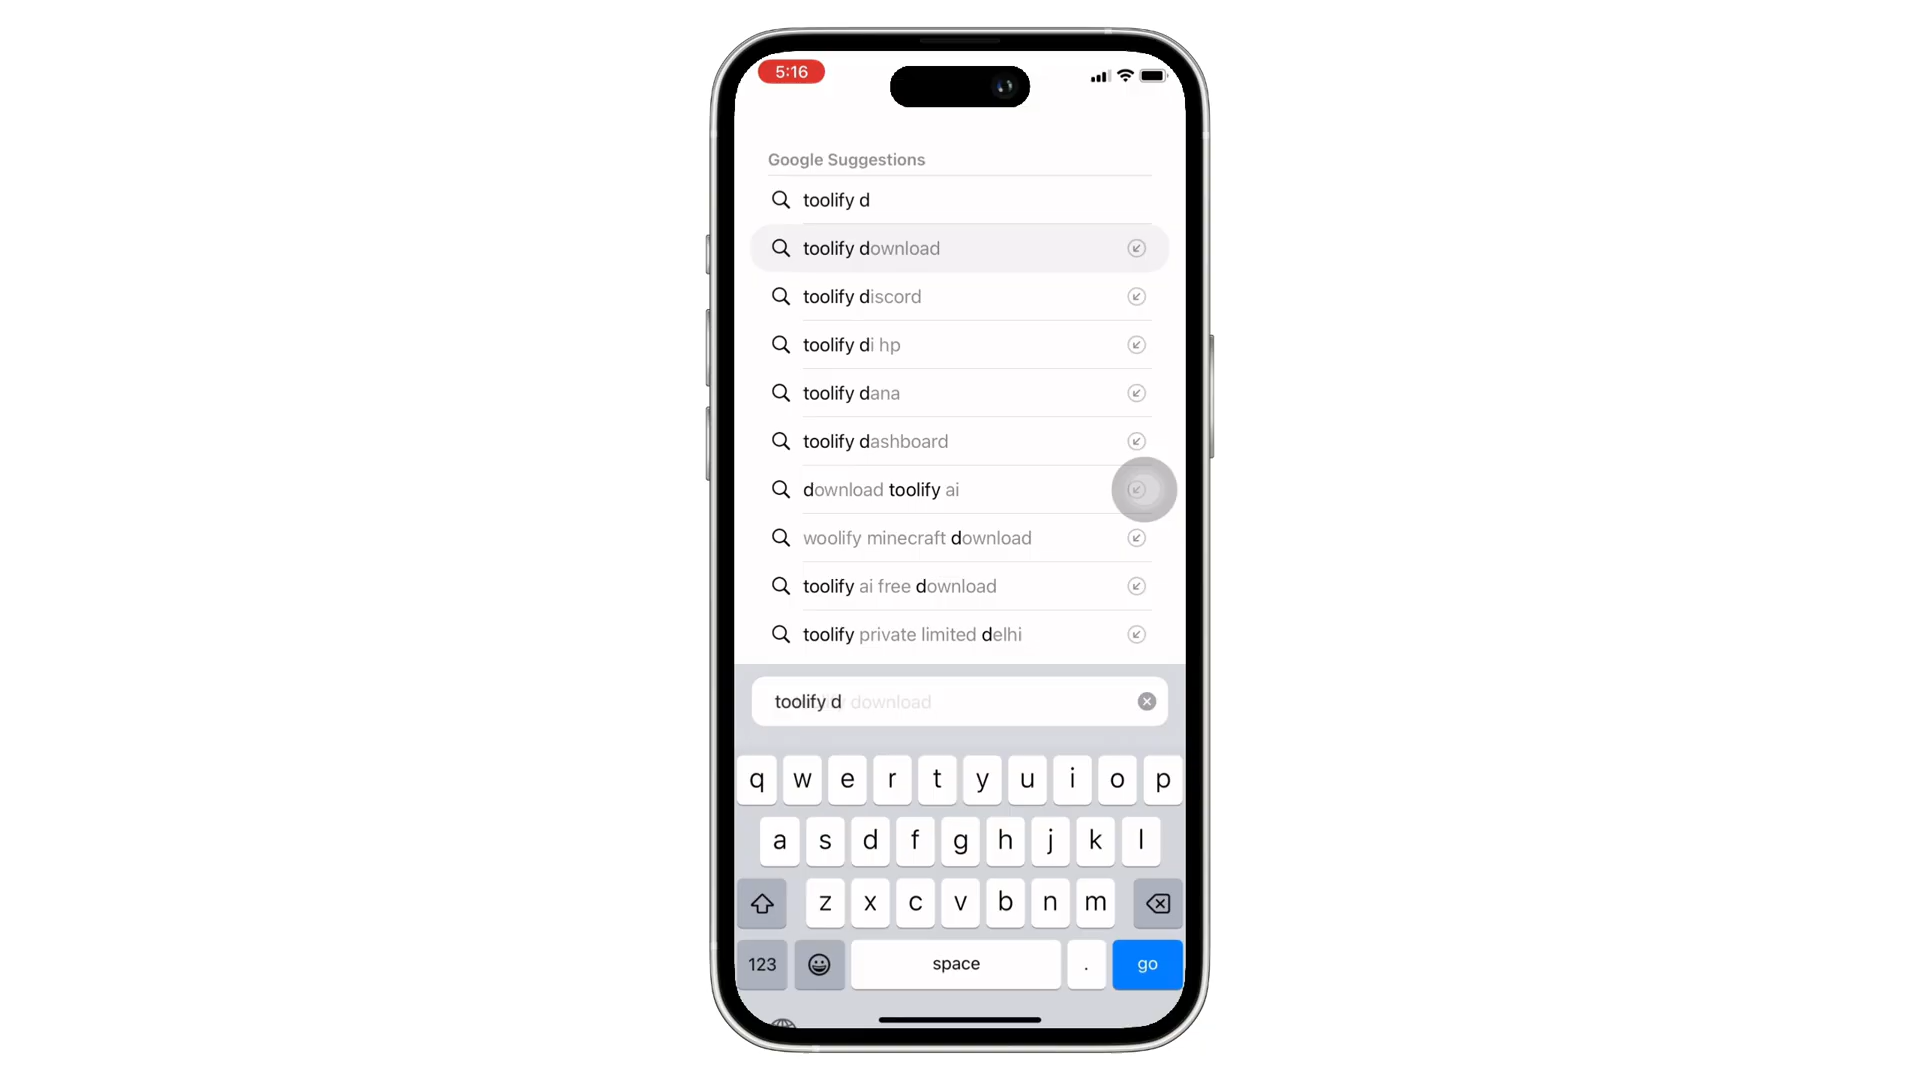 5:16
Google Suggestions
toolify d
toolify download
toolify discord
toolify di hp
toolify dana
toolify dashboard
download toolify ai
woolify minecraft download
toolify ai free download
toolify private limited delhi
toolify d download
q w e r t y u i o p
a s d f g h j k l
z x c v b n m
123 space . go